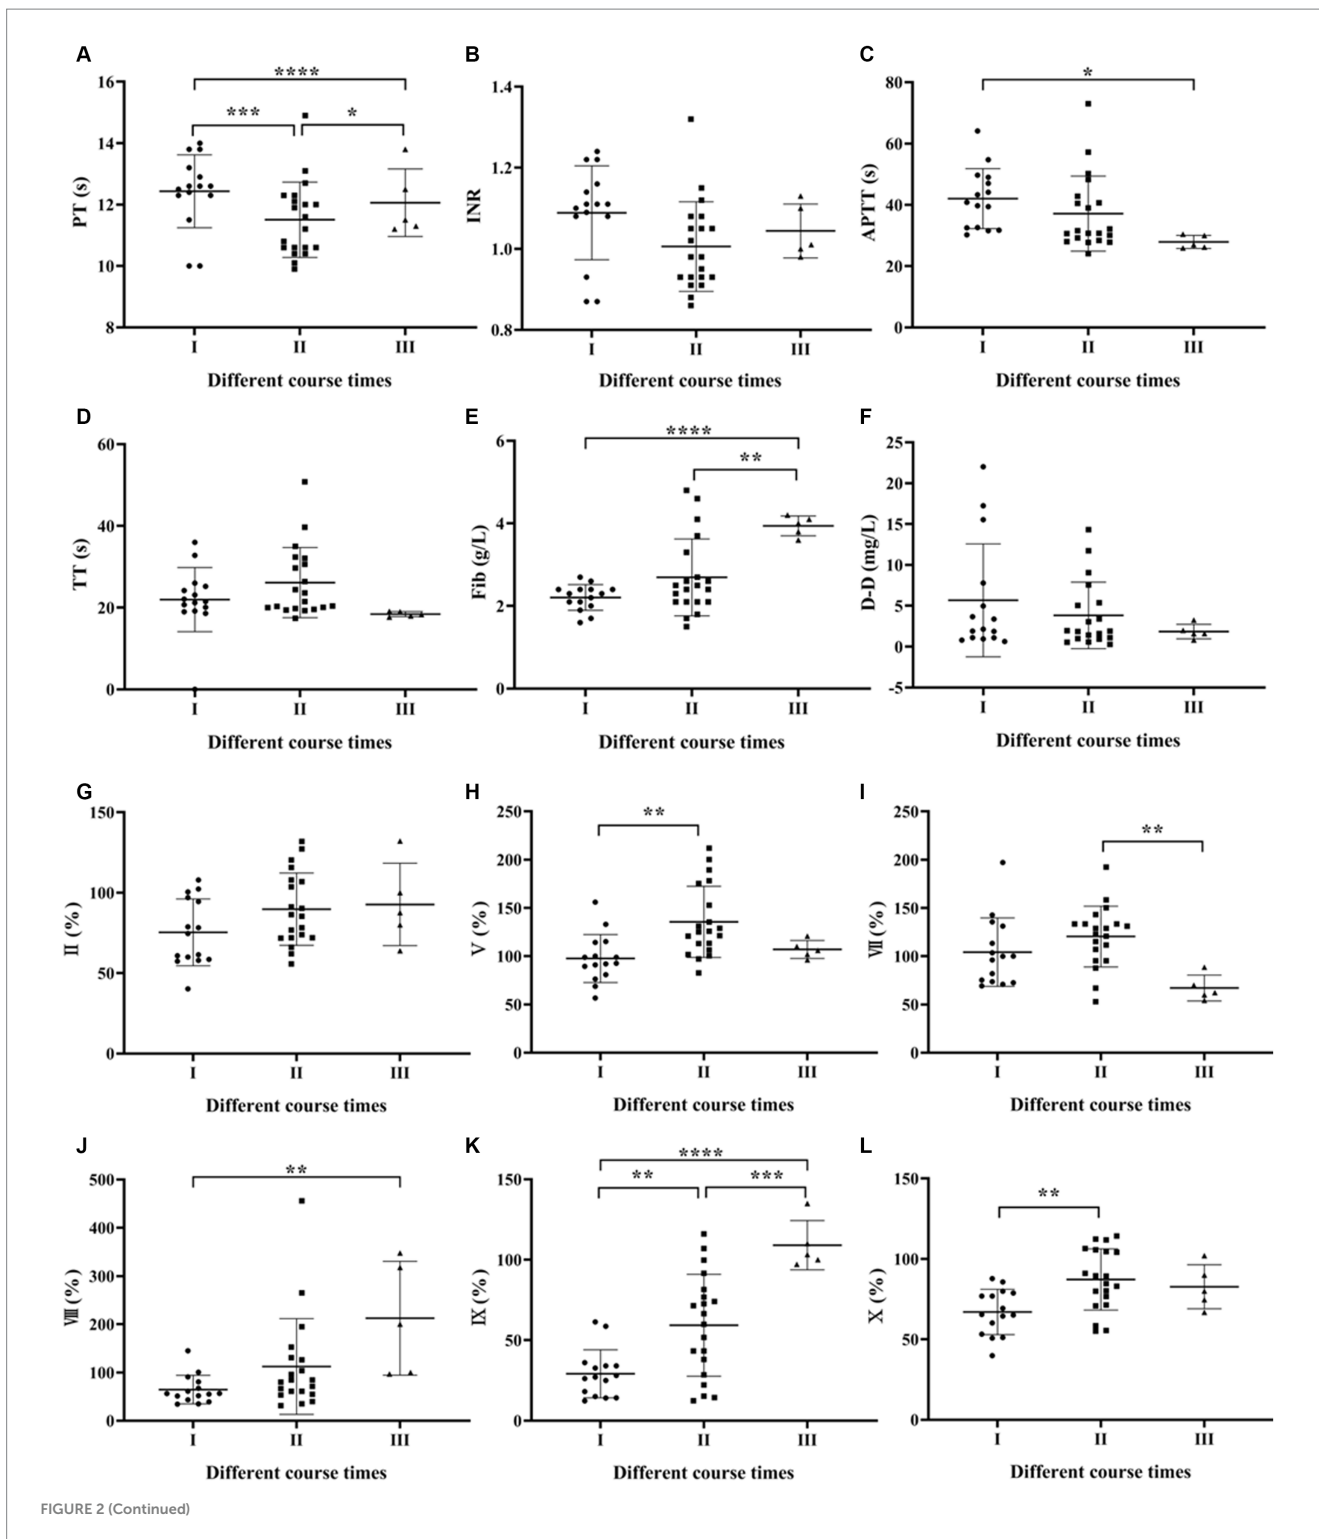 A
B
C
****
***
*
*
16
14
12
10
8
PT (s)
I
II
III
Different course times
1.4
1.2
1.0
0.8
INR
I
II
III
Different course times
80
60
40
20
0
APTT (s)
I
II
III
Different course times
D
E
F
60
40
20
0
TT (s)
I
II
III
Different course times
****
**
6
4
2
0
Fib (g/L)
I
II
III
Different course times
25
20
15
10
5
0
-5
D-D (mg/L)
I
II
III
Different course times
G
H
I
150
100
50
0
II (%)
I
II
III
Different course times
**
250
200
150
100
50
0
V (%)
I
II
III
Different course times
**
250
200
150
100
50
0
VII (%)
I
II
III
Different course times
J
K
L
**
500
400
300
200
100
0
VIII (%)
I
II
III
Different course times
****
**
***
150
100
50
0
IX (%)
I
II
III
Different course times
**
150
100
50
0
X (%)
I
II
III
Different course times
FIGURE 2 (Continued)